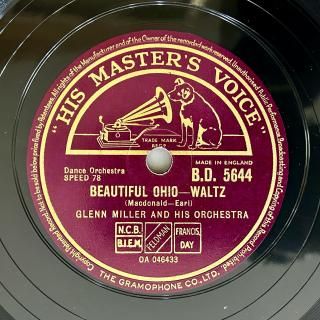 "HIS MASTER'S VOICE"
TRADE MARK
REGD
MADE IN ENGLAND
Dance Orchestra
SPEED 78
B.D. 5644
BEAUTIFUL OHIO—WALTZ
(Macdonald—Earl)
GLENN MILLER AND HIS ORCHESTRA
N.C.B.
B.I.E.M.
FELDMAN
FRANCIS,
DAY
OA 046433
THE GRAMOPHONE CO., LTD.